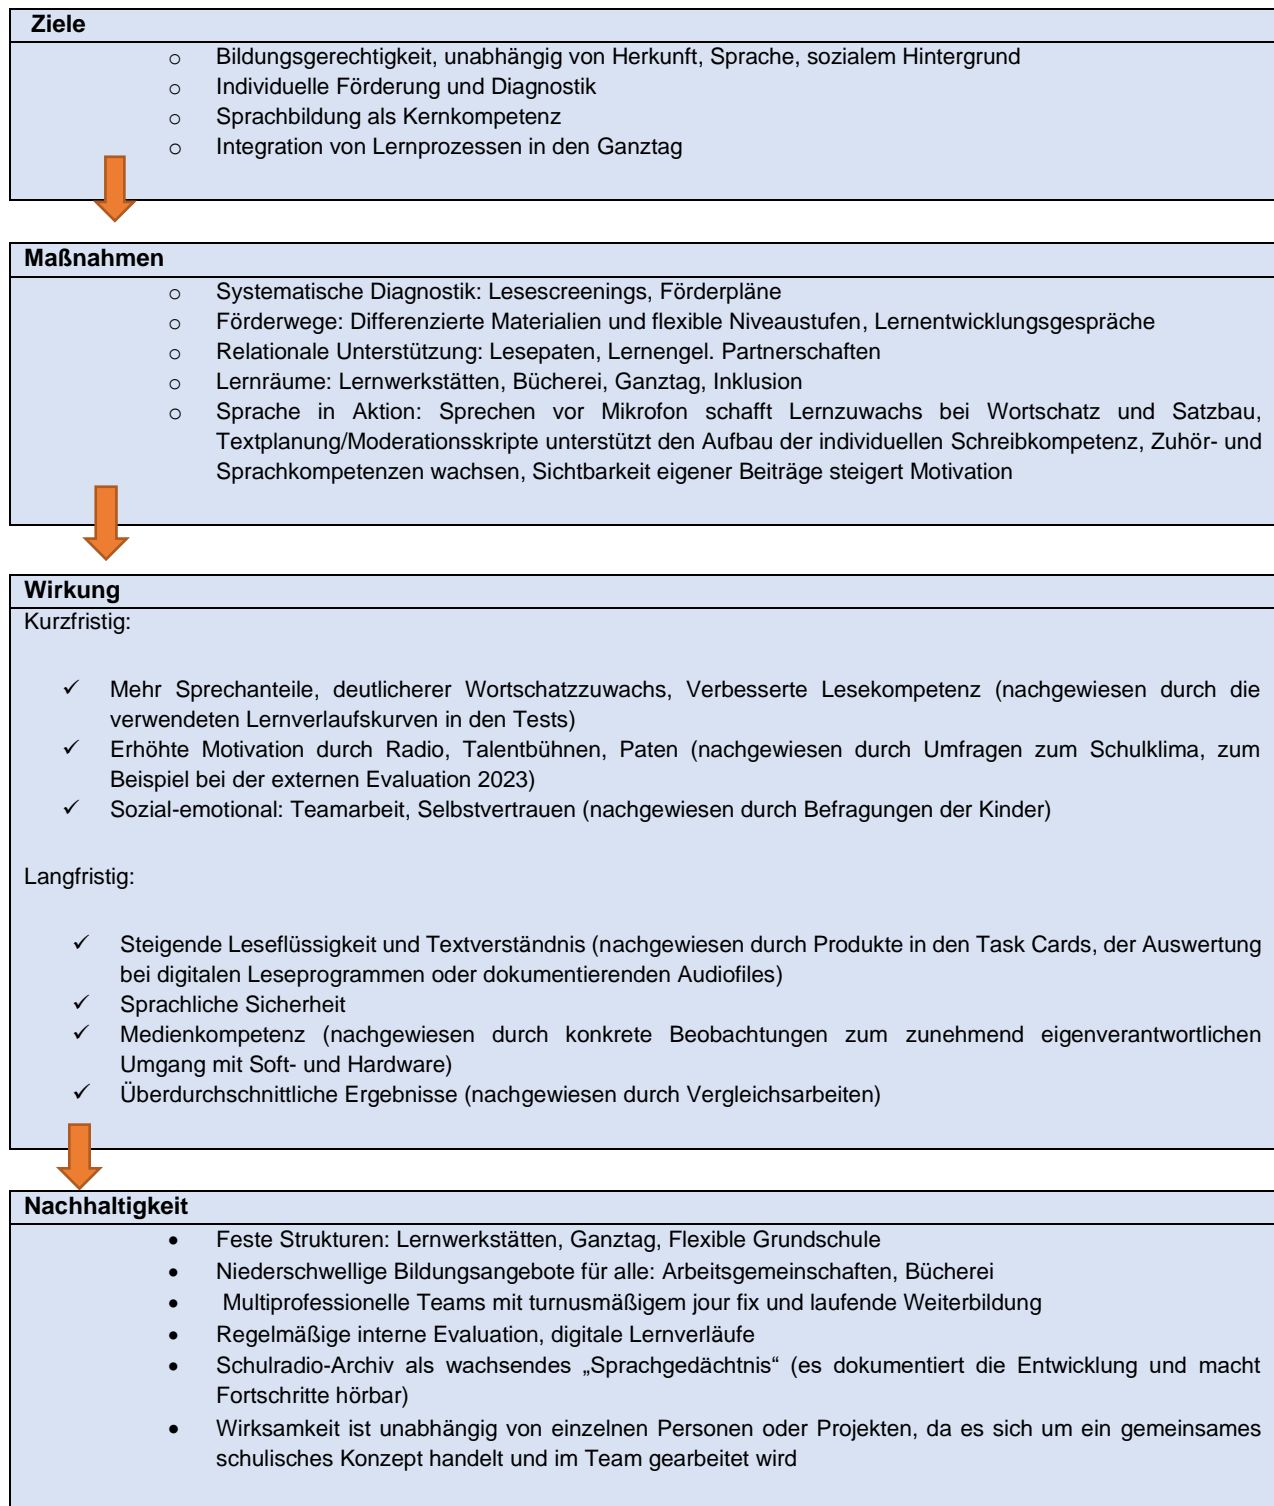 Ziele
o Bildungsgerechtigkeit, unabhängig von Herkunft, Sprache, sozialem Hintergrund
o Individuelle Förderung und Diagnostik
o Sprachbildung als Kernkompetenz
o Integration von Lernprozessen in den Ganztag
Maßnahmen
o Systematische Diagnostik: Lesescreenings, Förderpläne
o Förderwege: Differenzierte Materialien und flexible Niveaustufen, Lernentwicklungsgespräche
o Relationale Unterstützung: Lesepaten, Lernengel. Partnerschaften
o Lernräume: Lernwerkstätten, Bücherei, Ganztag, Inklusion
o Sprache in Aktion: Sprechen vor Mikrofon schafft Lernzuwachs bei Wortschatz und Satzbau,
Textplanung/Moderationsskripte unterstützt den Aufbau der individuellen Schreibkompetenz, Zuhör- und
Sprachkompetenzen wachsen, Sichtbarkeit eigener Beiträge steigert Motivation
Wirkung
Kurzfristig:
✓ Mehr Sprechanteile, deutlicherer Wortschatzzuwachs, Verbesserte Lesekompetenz (nachgewiesen durch die
verwendeten Lernverlaufskurven in den Tests)
✓ Erhöhte Motivation durch Radio, Talentbühnen, Paten (nachgewiesen durch Umfragen zum Schulklima, zum
Beispiel bei der externen Evaluation 2023)
✓ Sozial-emotional: Teamarbeit, Selbstvertrauen (nachgewiesen durch Befragungen der Kinder)
Langfristig:
✓ Steigende Leseflüssigkeit und Textverständnis (nachgewiesen durch Produkte in den Task Cards, der Auswertung
bei digitalen Leseprogrammen oder dokumentierenden Audiofiles)
✓ Sprachliche Sicherheit
✓ Medienkompetenz (nachgewiesen durch konkrete Beobachtungen zum zunehmend eigenverantwortlichen
Umgang mit Soft- und Hardware)
✓ Überdurchschnittliche Ergebnisse (nachgewiesen durch Vergleichsarbeiten)
Nachhaltigkeit
• Feste Strukturen: Lernwerkstätten, Ganztag, Flexible Grundschule
• Niederschwellige Bildungsangebote für alle: Arbeitsgemeinschaften, Bücherei
• Multiprofessionelle Teams mit turnusmäßigem jour fix und laufende Weiterbildung
• Regelmäßige interne Evaluation, digitale Lernverläufe
• Schulradio-Archiv als wachsendes „Sprachgedächtnis“ (es dokumentiert die Entwicklung und macht
Fortschritte hörbar)
• Wirksamkeit ist unabhängig von einzelnen Personen oder Projekten, da es sich um ein gemeinsames
schulisches Konzept handelt und im Team gearbeitet wird